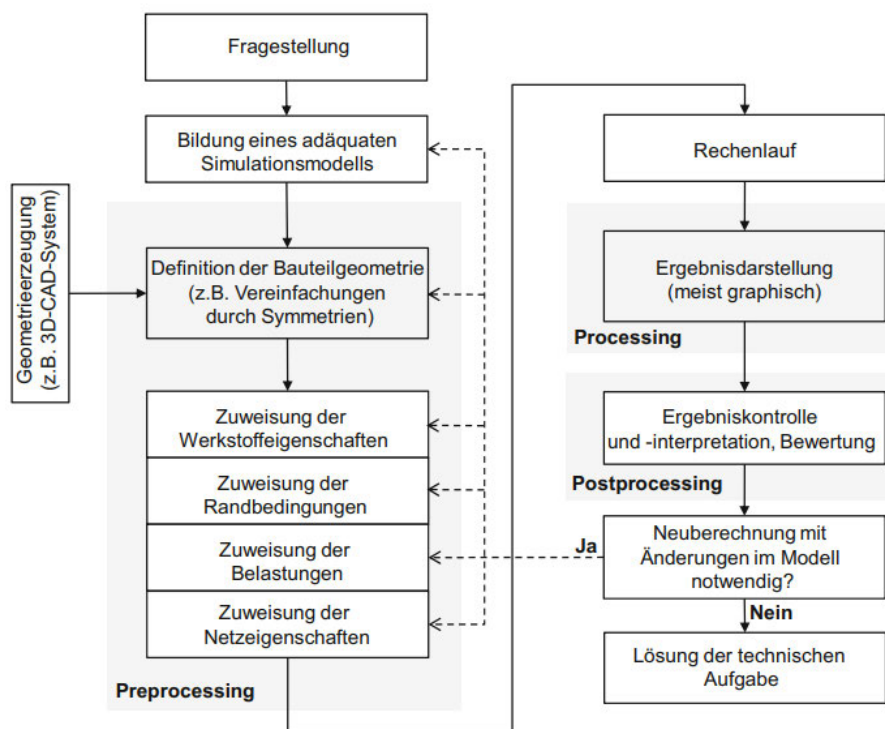 Fragestellung
Bildung eines adäquaten
Simulationsmodells
Geometrieerzeugung
(z.B. 3D-CAD-System)
Definition der Bauteilgeometrie
(z.B. Vereinfachungen
durch Symmetrien)
Zuweisung der
Werkstoffeigenschaften
Zuweisung der
Randbedingungen
Zuweisung der
Belastungen
Zuweisung der
Netzeigenschaften
Preprocessing
Rechenlauf
Ergebnisdarstellung
(meist graphisch)
Processing
Ergebniskontrolle
und -interpretation, Bewertung
Postprocessing
Ja
Neuberechnung mit
Änderungen im Modell
notwendig?
Nein
Lösung der technischen
Aufgabe